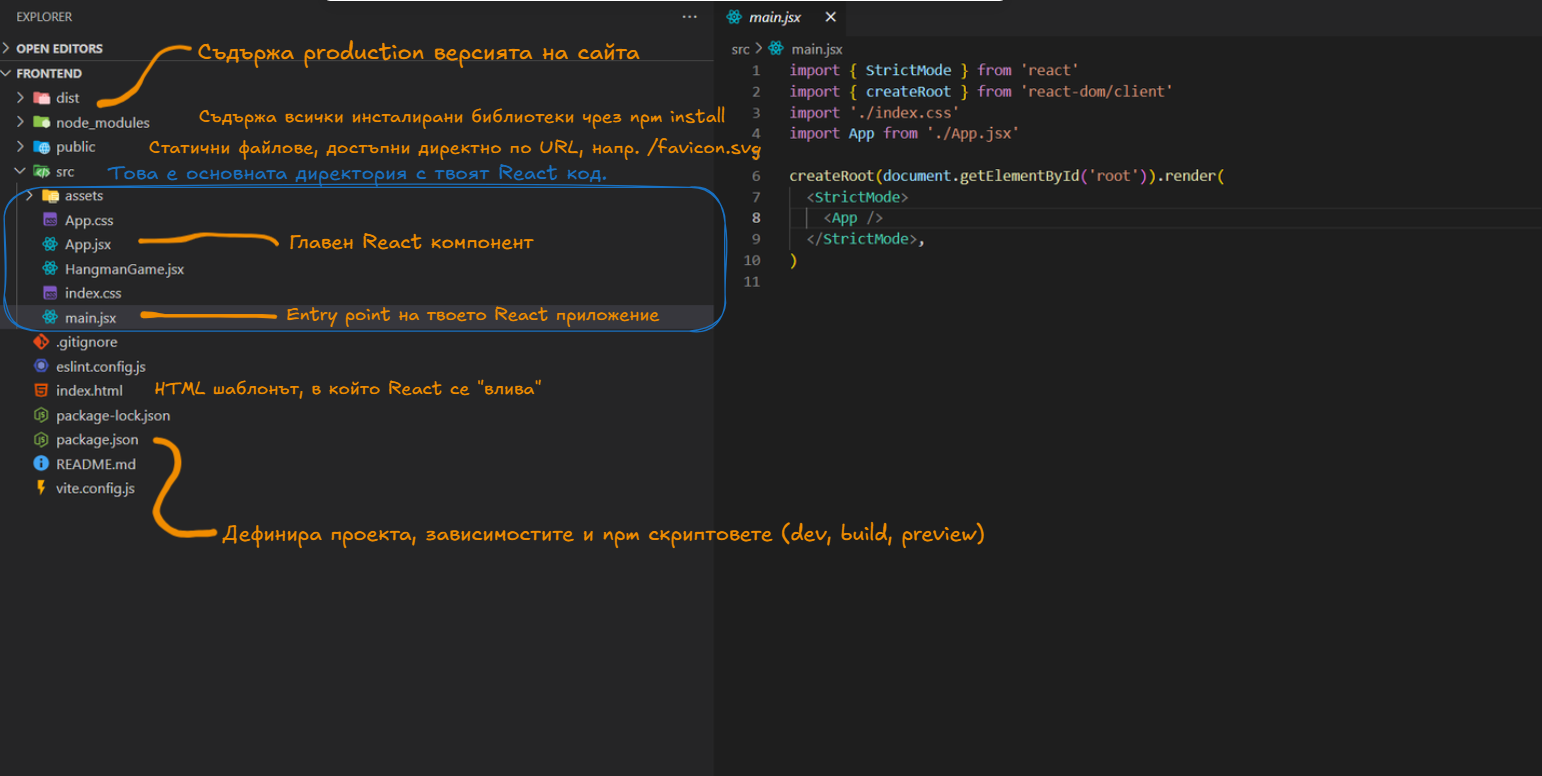 EXPLORER
OPEN EDITORS
Съдържа production версията на сайта
FRONTEND
dist
node_modules
Съдържа всички инсталирани библиотеки чрез npm install
public
Статични файлове, достъпни директно по URL, напр. /favicon.svg
src
Това е основната директория с твоят React код.
assets
App.css
App.jsx
Главен React компонент
HangmanGame.jsx
index.css
main.jsx
Entry point на твоето React приложение
.gitignore
eslint.config.js
index.html
HTML шаблонът, в който React се "влива"
package-lock.json
package.json
README.md
vite.config.js
Дефинира проекта, зависимостите и npm скриптовете (dev, build, preview)
main.jsx
src > main.jsx
1 import { StrictMode } from 'react'
2 import { createRoot } from 'react-dom/client'
3 import './index.css'
4 import App from './App.jsx'
6 createRoot(document.getElementById('root')).render(
7 <StrictMode>
8 <App />
9 </StrictMode>,
10 )
11